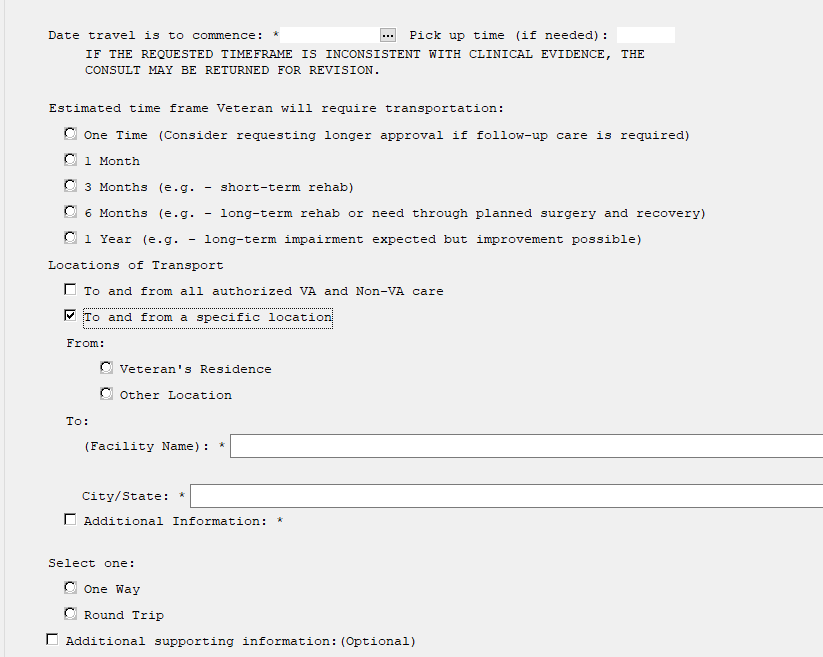 Date travel is to commence: * ... Pick up time (if needed):
IF THE REQUESTED TIMEFRAME IS INCONSISTENT WITH CLINICAL EVIDENCE, THE
CONSULT MAY BE RETURNED FOR REVISION.
Estimated time frame Veteran will require transportation:
One Time (Consider requesting longer approval if follow-up care is required)
1 Month
3 Months (e.g. - short-term rehab)
6 Months (e.g. - long-term rehab or need through planned surgery and recovery)
1 Year (e.g. - long-term impairment expected but improvement possible)
Locations of Transport
To and from all authorized VA and Non-VA care
To and from a specific location
From:
Veteran's Residence
Other Location
To:
(Facility Name): *
City/State: *
Additional Information: *
Select one:
One Way
Round Trip
Additional supporting information:(Optional)